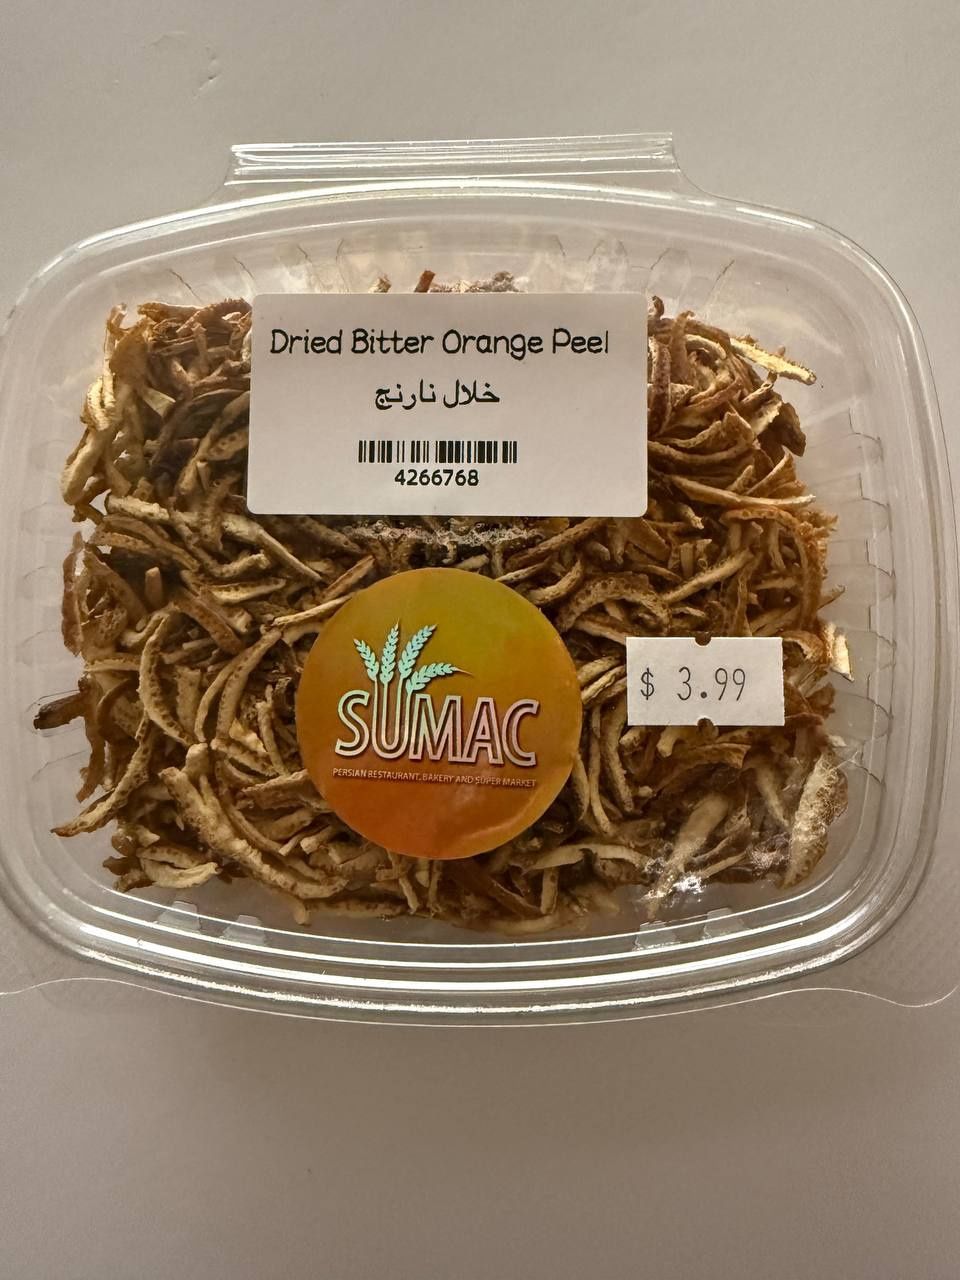 Dried Bitter Orange Peel
خلال نارنج
4266768
SUMAC
PERSIAN RESTAURANT, BAKERY AND SUPER MARKET
$ 3.99